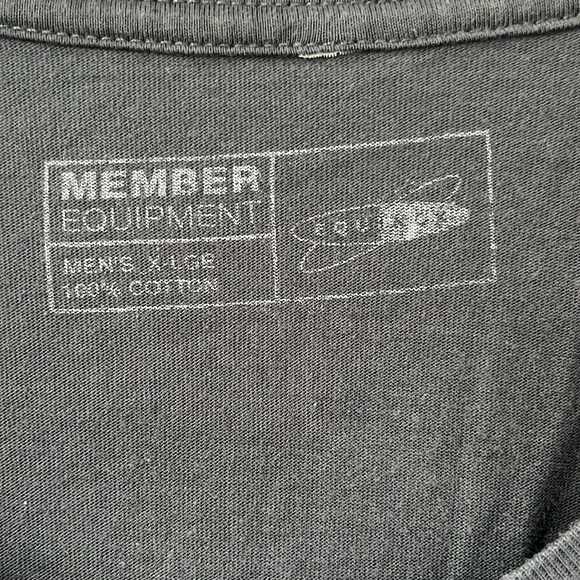 MEMBER
EQUIPMENT
MEN'S X-LGE
100% COTTON